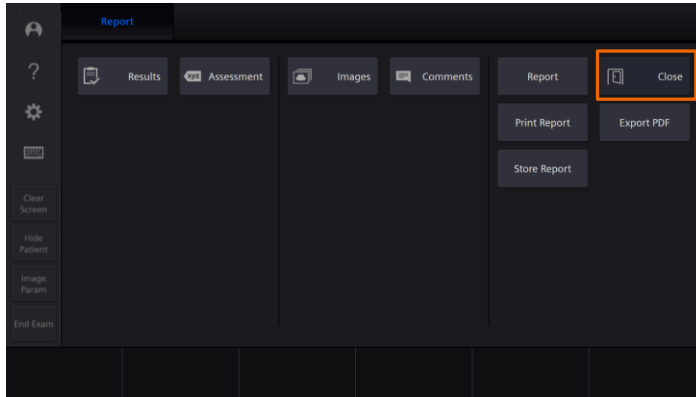 Report
Results
xyz
Assessment
Images
Comments
Report
Close
Print Report
Export PDF
Store Report
?
Clear
Screen
Hide
Patient
Image
Param
End Exam